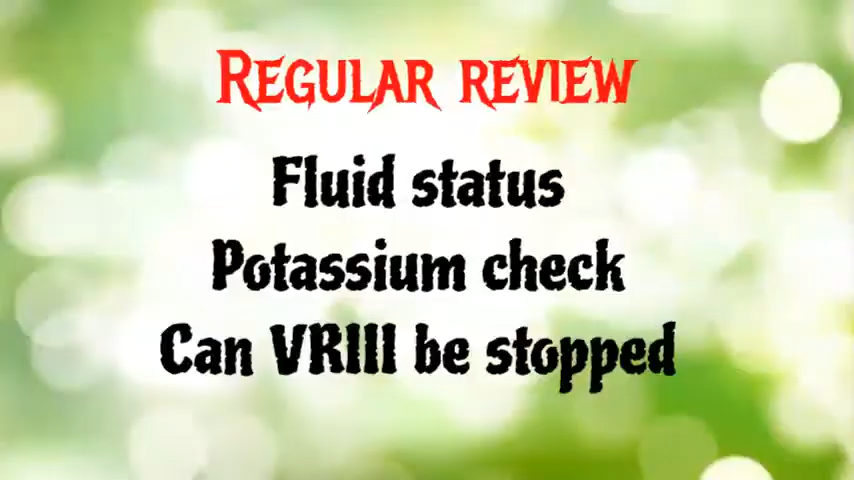 Regular review
Fluid status
Potassium check
Can VRIII be stopped